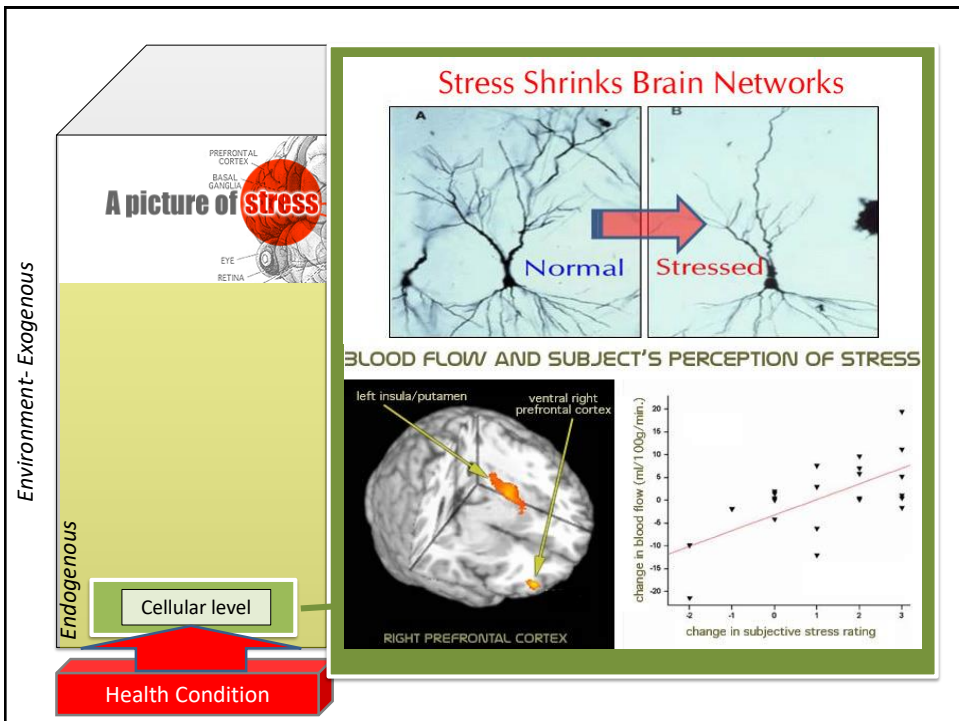 Stress Shrinks Brain Networks
A
B
Normal
Stressed
PREFRONTAL
CORTEX
BASAL
GANGLIA
A picture of stress
EYE
RETINA
BLOOD FLOW AND SUBJECT'S PERCEPTION OF STRESS
left insula/putamen
ventral right
prefrontal cortex
RIGHT PREFRONTAL CORTEX
change in blood flow (ml/100g/min.)
20
15
10
5
0
-5
-10
-15
-20
-2
-1
0
1
2
3
change in subjective stress rating
Environment- Exogenous
Endogenous
Cellular level
Health Condition